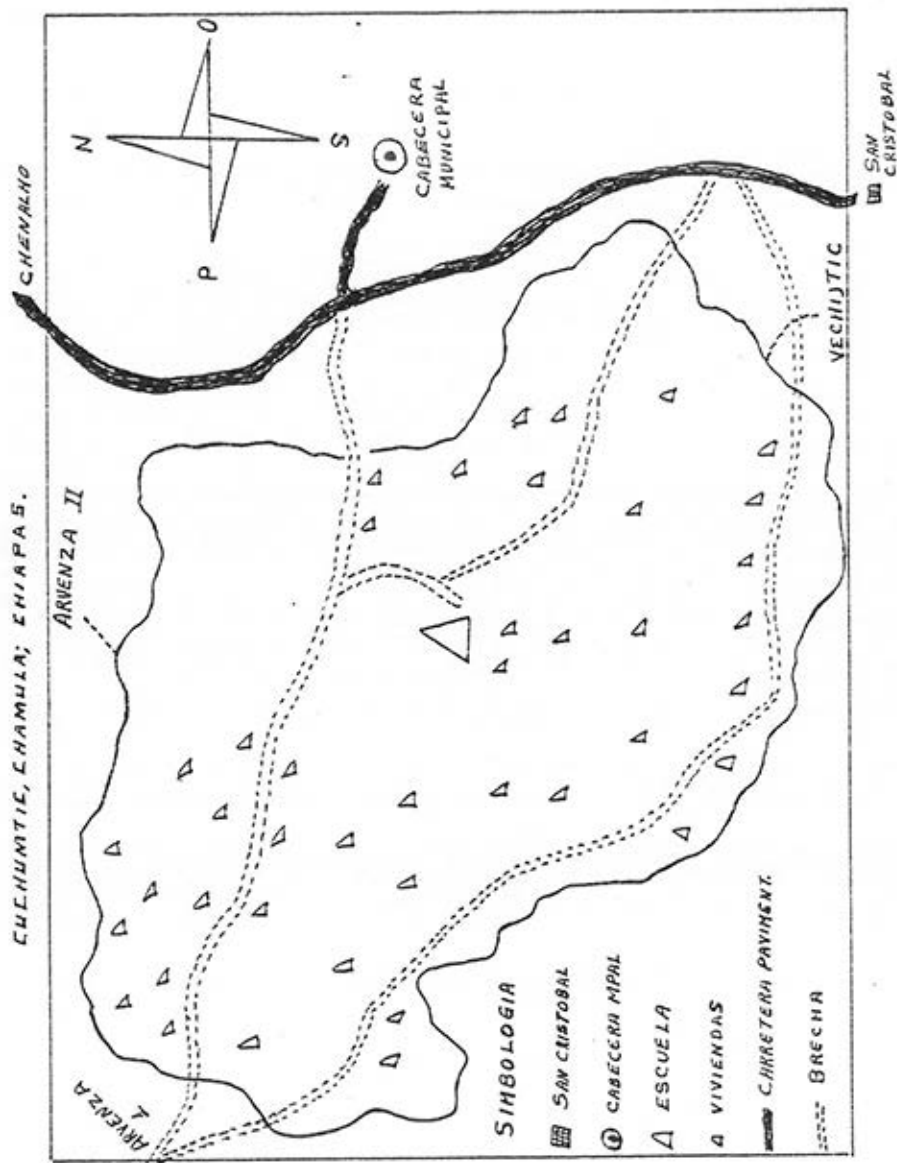 CUCHUMTIC, CHAMULA; CHIAPAS.
CHENALHO
N
O
S
P
CABECERA
MUNICIPAL
ARVENZA II
ARVENZA
I
SAN
CRISTOBAL
VECHIJTIC
SIMBOLOGIA
SAN CRISTOBAL
CABECERA MPAL
ESCUELA
VIVIENDAS
CARRETERA PAVIMENT.
BRECHA